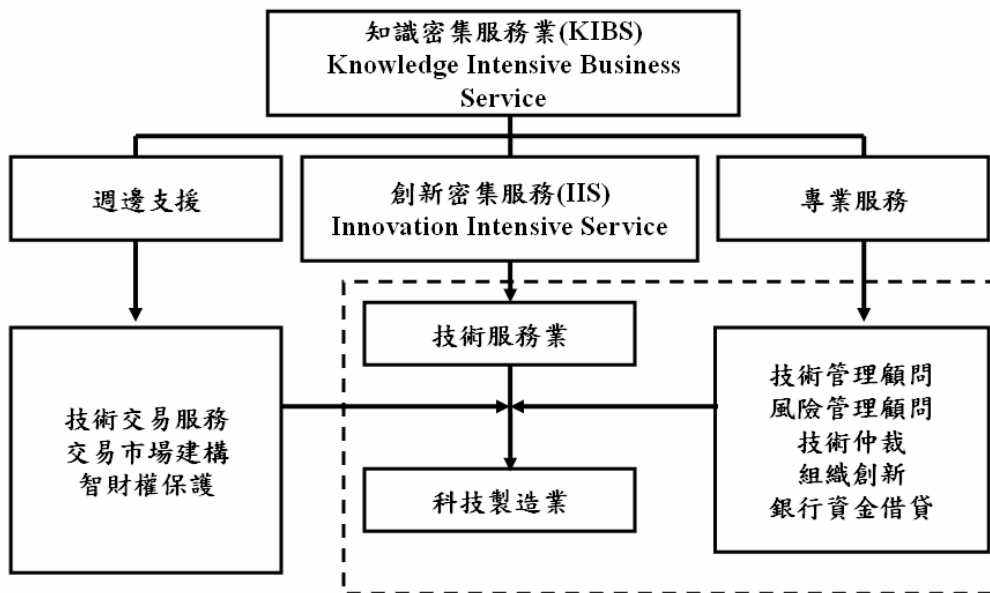 知識密集服務業(KIBS)
Knowledge Intensive Business
Service
週邊支援
創新密集服務(IIS)
Innovation Intensive Service
專業服務
技術服務業
技術交易服務
交易市場建構
智財權保護
技術管理顧問
風險管理顧問
技術仲裁
組織創新
銀行資金借貸
科技製造業